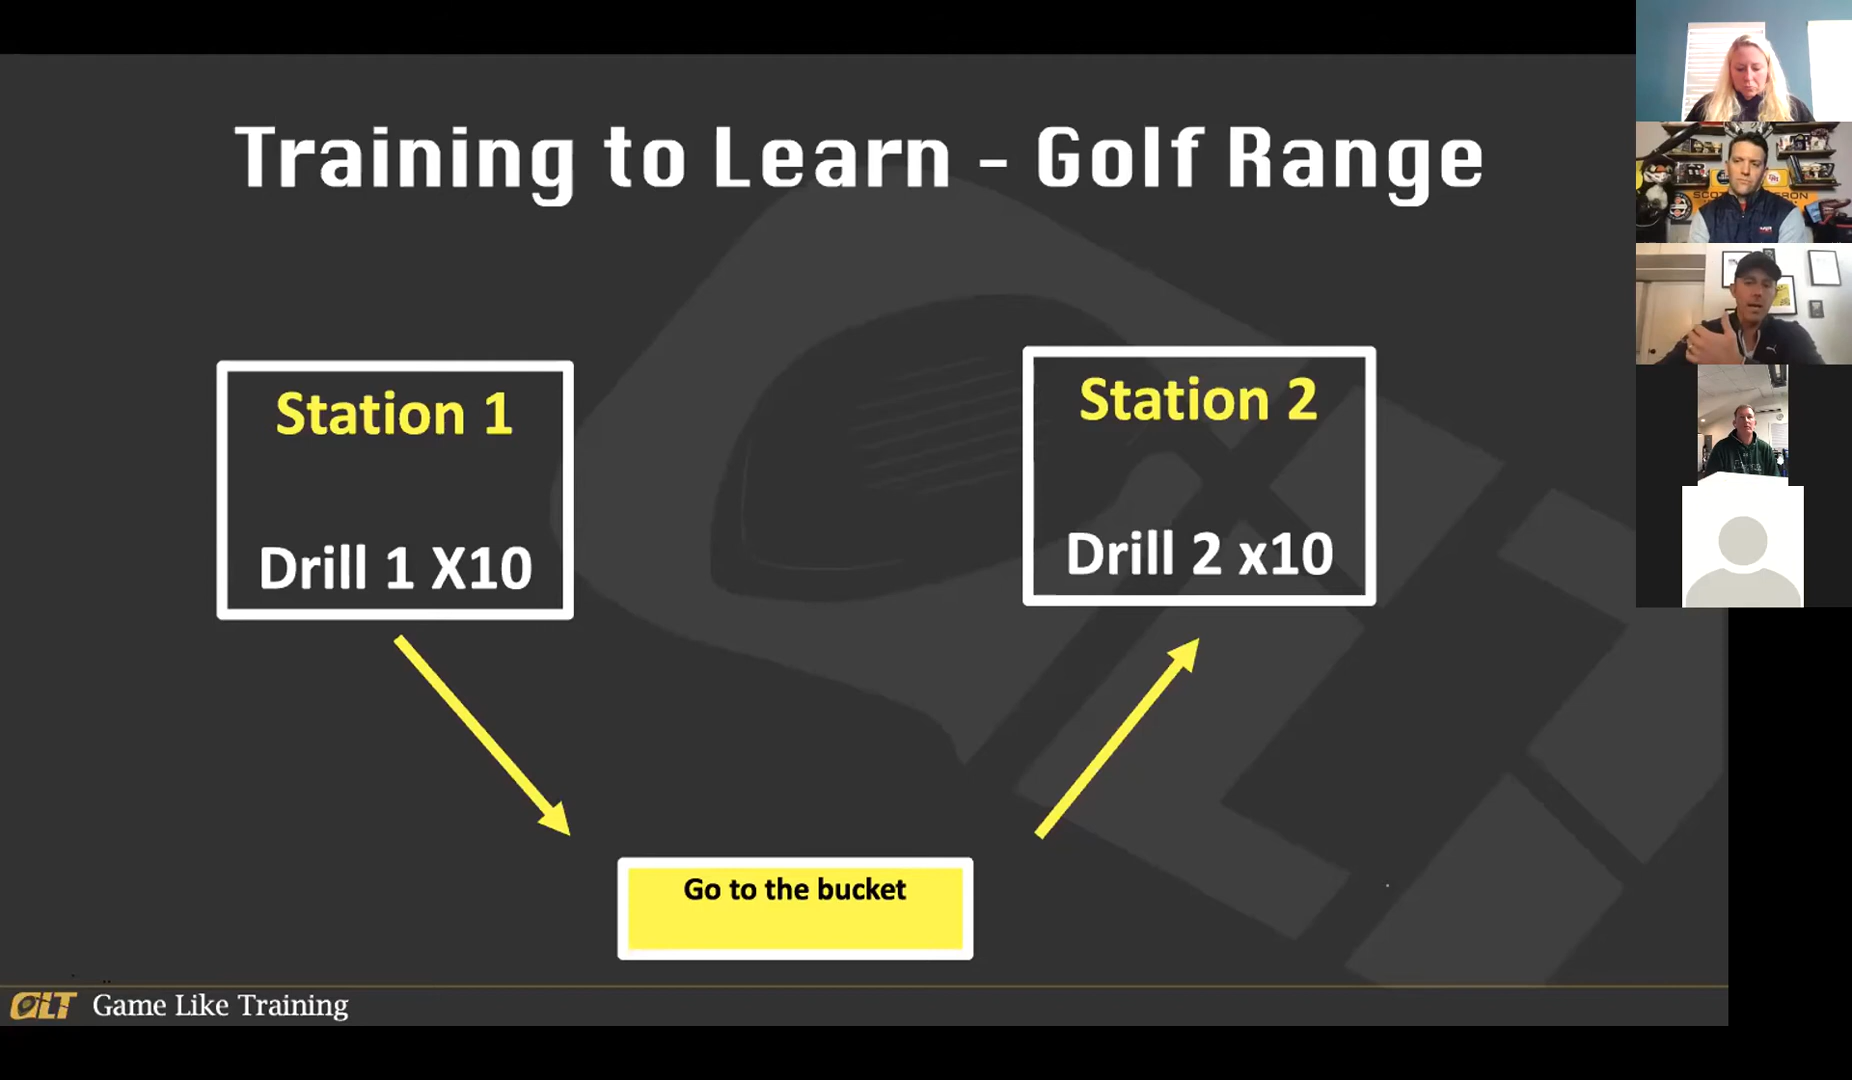 Training to Learn - Golf Range
Station 1
Drill 1 X10
Station 2
Drill 2 x10
Go to the bucket
GLT Game Like Training